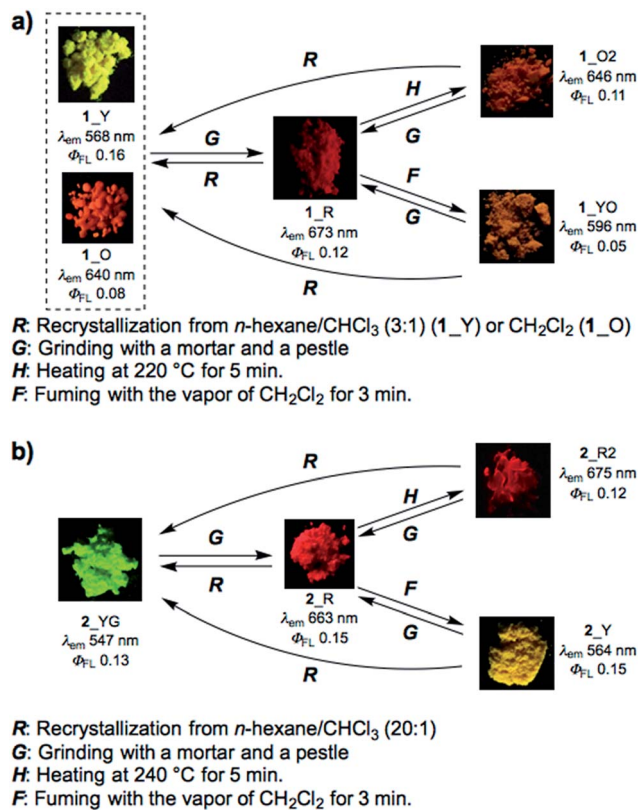 a)
R
1_O2
λem 646 nm
ΦFL 0.11
H
G
1_Y
λem 568 nm
ΦFL 0.16
G
R
1_R
λem 673 nm
ΦFL 0.12
F
G
1_O
λem 640 nm
ΦFL 0.08
1_YO
λem 596 nm
ΦFL 0.05
R
R: Recrystallization from n-hexane/CHCl3 (3:1) (1_Y) or CH2Cl2 (1_O)
G: Grinding with a mortar and a pestle
H: Heating at 220 °C for 5 min.
F: Fuming with the vapor of CH2Cl2 for 3 min.
b)
R
2_R2
λem 675 nm
ΦFL 0.12
H
G
G
R
2_YG
λem 547 nm
ΦFL 0.13
2_R
λem 663 nm
ΦFL 0.15
F
G
2_Y
λem 564 nm
ΦFL 0.15
R
R: Recrystallization from n-hexane/CHCl3 (20:1)
G: Grinding with a mortar and a pestle
H: Heating at 240 °C for 5 min.
F: Fuming with the vapor of CH2Cl2 for 3 min.